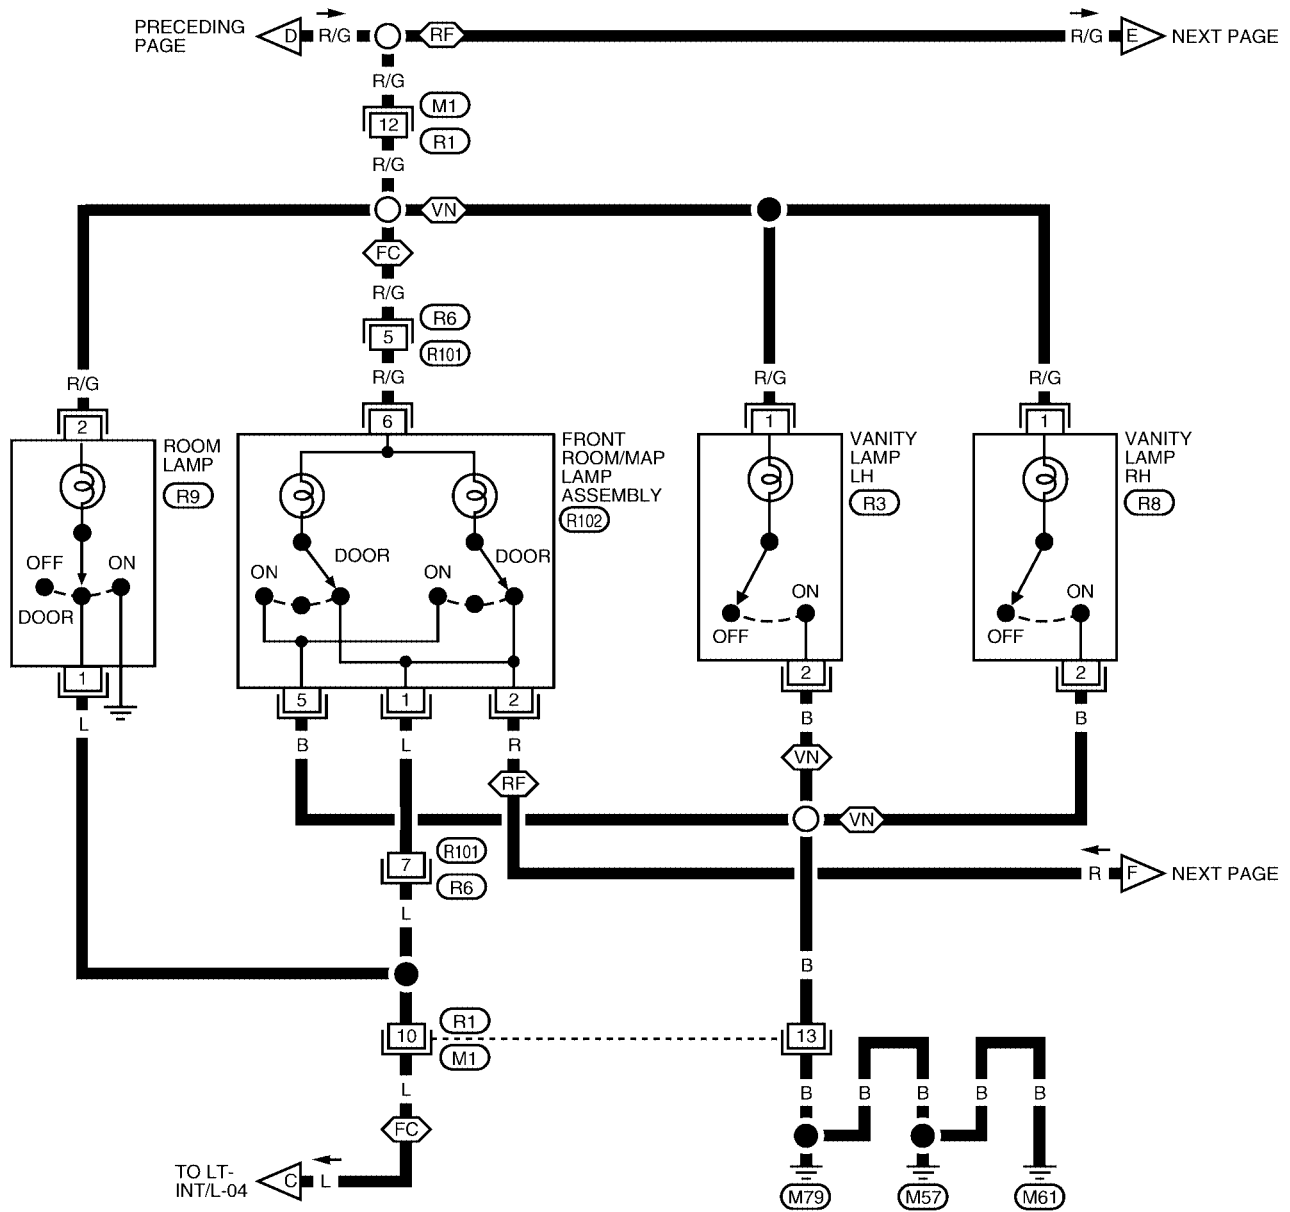 PRECEDING
PAGE
D
R/G
RF
R/G
E
NEXT PAGE
R/G
M1
12
R1
R/G
VN
FC
R/G
R6
5
R101
R/G
R/G
R/G
R/G
2
6
1
1
ROOM
LAMP
R9
FRONT
ROOM/MAP
LAMP
ASSEMBLY
R102
VANITY
LAMP
LH
R3
VANITY
LAMP
RH
R8
OFF
ON
DOOR
ON
DOOR
ON
DOOR
ON
OFF
ON
OFF
1
5
1
2
2
2
L
B
L
R
B
B
VN
RF
VN
7
R101
R6
R
F
NEXT PAGE
L
B
10
R1
M1
13
L
B
B
B
B
B
FC
TO LT-
INT/L-04
C
L
M79
M57
M61